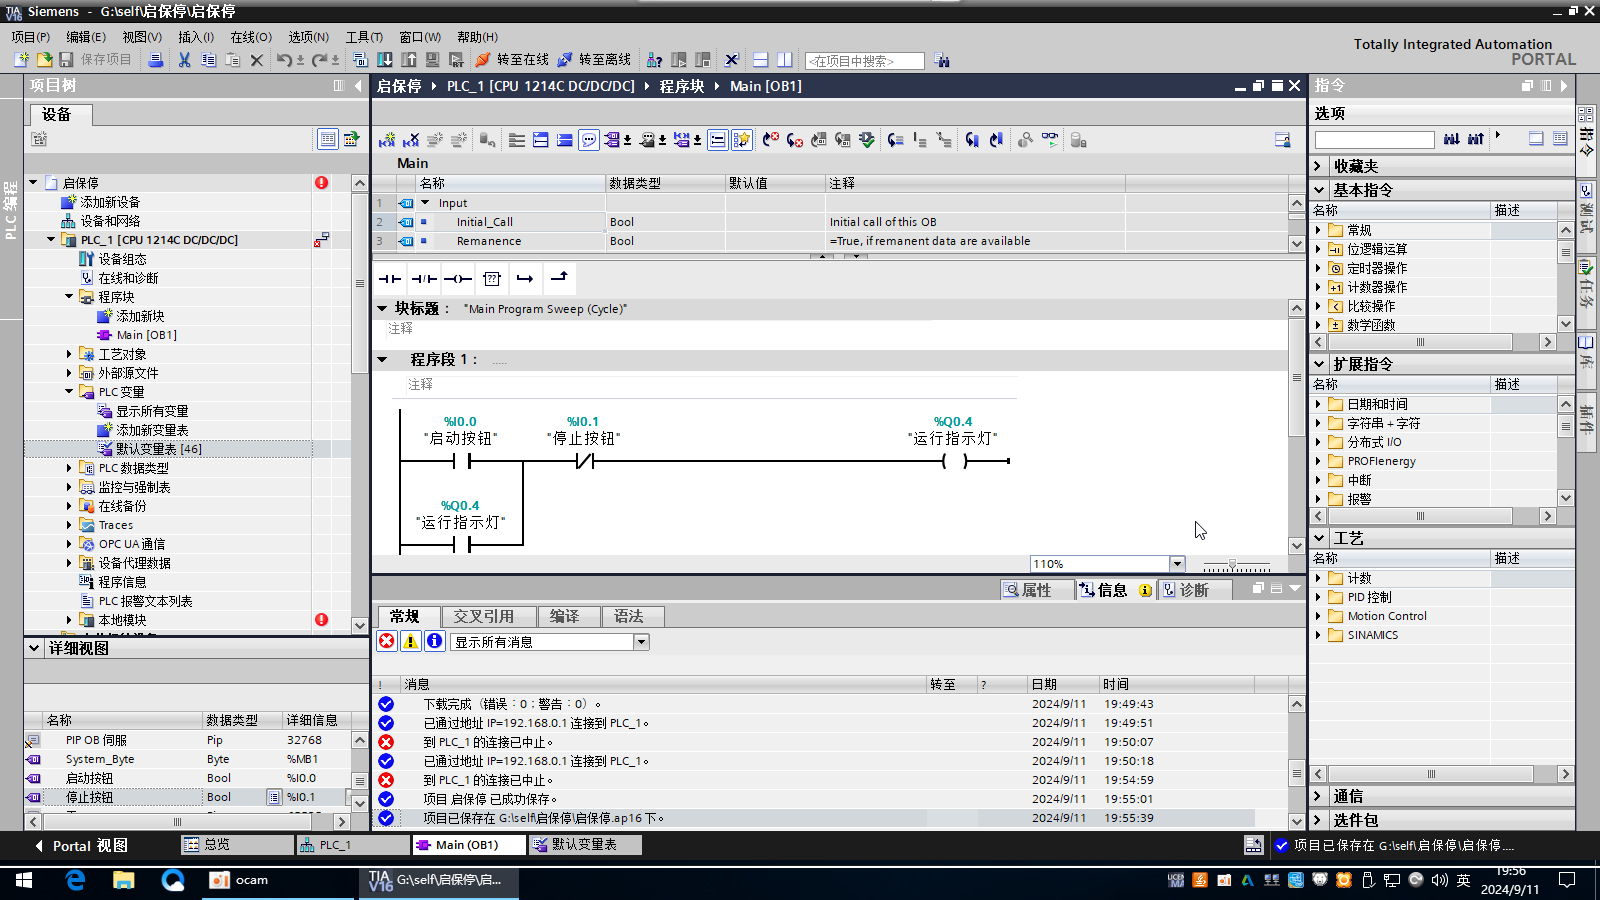 Siemens - G:\self\启保停\启保停
项目(P) 编辑(E) 视图(V) 插入(I) 在线(O) 选项(N) 工具(T) 窗口(W) 帮助(H)
Totally Integrated Automation
PORTAL
保存项目 转至在线 转至离线 <在项目中搜索>
项目树
启保停 PLC_1 [CPU 1214C DC/DC/DC] 程序块 Main [OB1]
指令
设备
选项
PLC 编程
启保停
添加新设备
设备和网络
PLC_1 [CPU 1214C DC/DC/DC]
设备组态
在线和诊断
程序块
添加新块
Main [OB1]
工艺对象
外部源文件
PLC 变量
显示所有变量
添加新变量表
默认变量表 [46]
PLC 数据类型
监控与强制表
在线备份
Traces
OPC UA 通信
设备代理数据
程序信息
PLC 报警文本列表
本地模块
详细视图
名称 数据类型 详细信息
PIP OB 伺服 Pip 32768
System_Byte Byte %MB1
启动按钮 Bool %I0.0
停止按钮 Bool %I0.1
Main
名称 数据类型 默认值 注释
1 Input
2 Initial_Call Bool Initial call of this OB
3 Remanence Bool =True, if remanent data are available
块标题： "Main Program Sweep (Cycle)"
注释
程序段 1： .....
注释
%I0.0 %I0.1 %Q0.4
"启动按钮" "停止按钮" "运行指示灯"
%Q0.4
"运行指示灯"
110%
属性 信息 诊断
常规 交叉引用 编译 语法
显示所有消息
! 消息 转至 ? 日期 时间
下载完成（错误：0；警告：0）。 2024/9/11 19:49:43
已通过地址 IP=192.168.0.1 连接到 PLC_1。 2024/9/11 19:49:51
到 PLC_1 的连接已中止。 2024/9/11 19:50:07
已通过地址 IP=192.168.0.1 连接到 PLC_1。 2024/9/11 19:50:18
到 PLC_1 的连接已中止。 2024/9/11 19:54:59
项目 启保停 已成功保存。 2024/9/11 19:55:01
项目已保存在 G:\self\启保停\启保停.ap16 下。 2024/9/11 19:55:39
收藏夹
基本指令
名称 描述
常规
位逻辑运算
定时器操作
计数器操作
比较操作
数学函数
扩展指令
名称 描述
日期和时间
字符串 + 字符
分布式 I/O
PROFIenergy
中断
报警
工艺
名称 描述
计数
PID 控制
Motion Control
SINAMICS
通信
选件包
指令
测试
任务
库
插件
Portal 视图 总览 PLC_1 Main (OB1) 默认变量表 项目已保存在 G:\self\启保停\启保停....
ocam TIA V16 G:\self\启保停\启... 英 19:56
2024/9/11